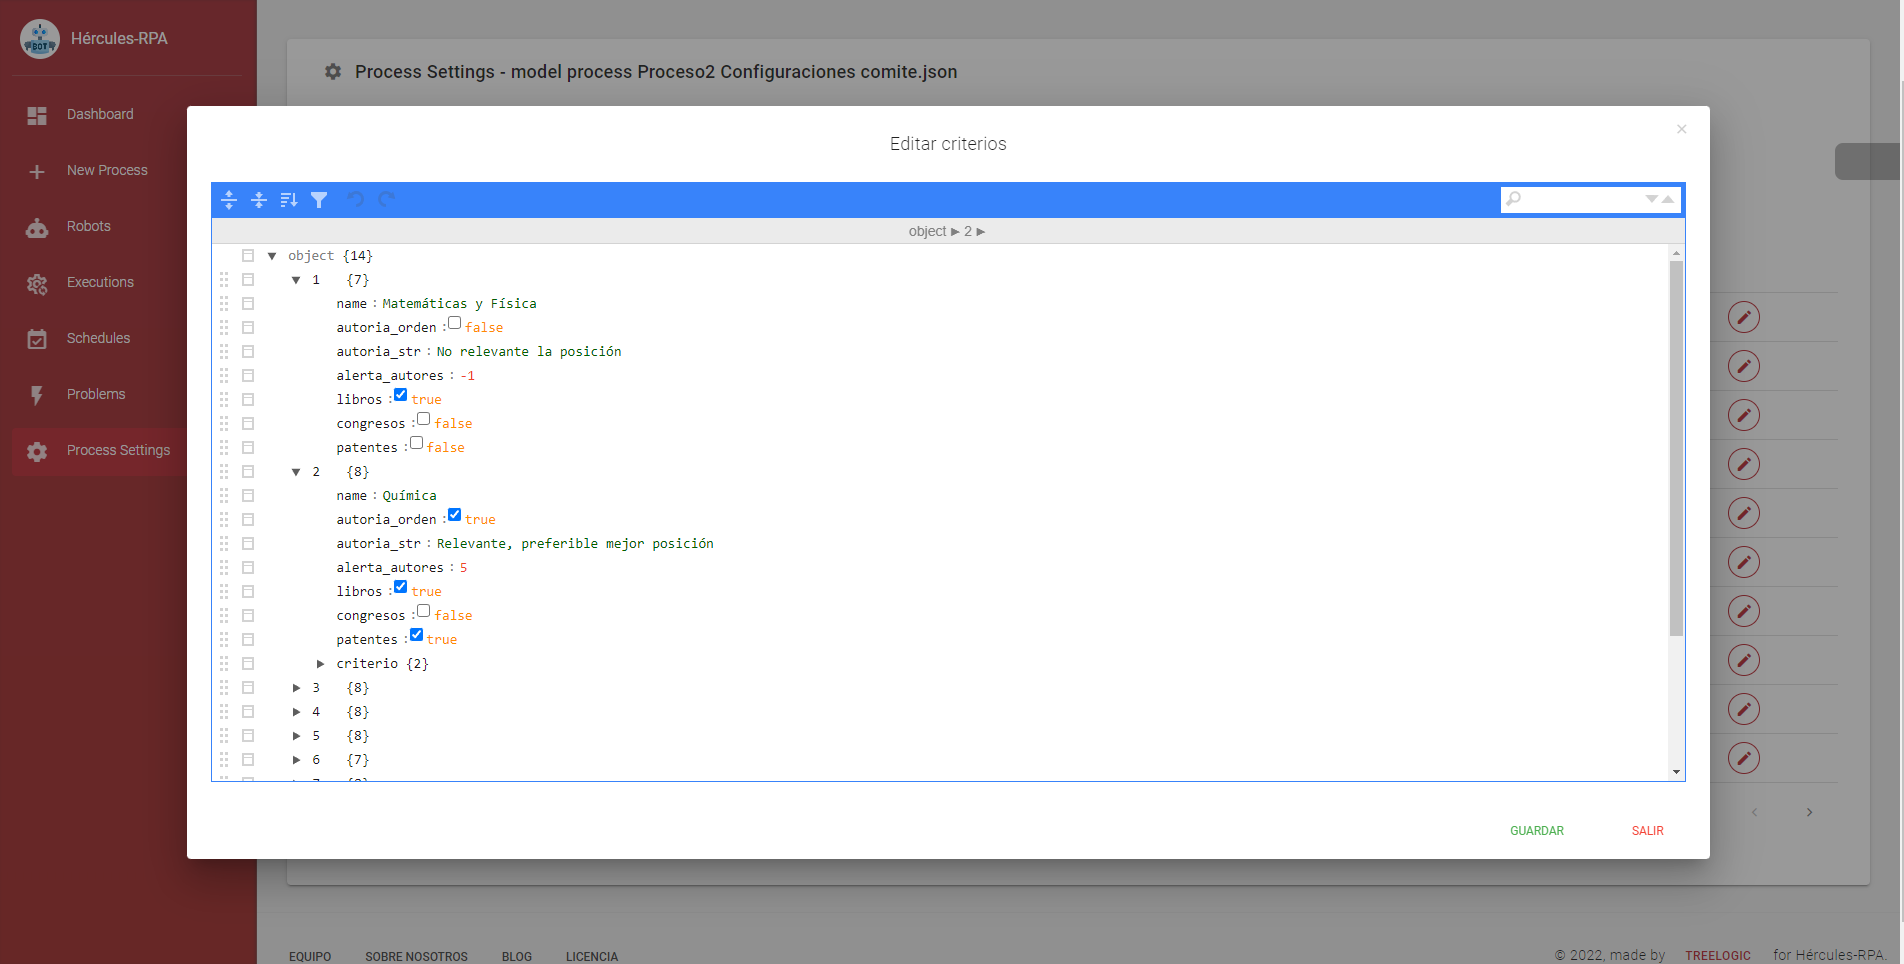 Hércules-RPA
Dashboard
New Process
Robots
Executions
Schedules
Problems
Process Settings
Process Settings - model process Proceso2 Configuraciones comite.json
×
Editar criterios
object ► 2 ►
object {14}
1 {7}
name : Matemáticas y Física
autoria_orden : false
autoria_str : No relevante la posición
alerta_autores : -1
libros : true
congresos : false
patentes : false
2 {8}
name : Química
autoria_orden : true
autoria_str : Relevante, preferible mejor posición
alerta_autores : 5
libros : true
congresos : false
patentes : true
criterio {2}
3 {8}
4 {8}
5 {8}
6 {7}
GUARDAR SALIR
EQUIPO SOBRE NOSOTROS BLOG LICENCIA
© 2022, made by TREELOGIC for Hércules-RPA.